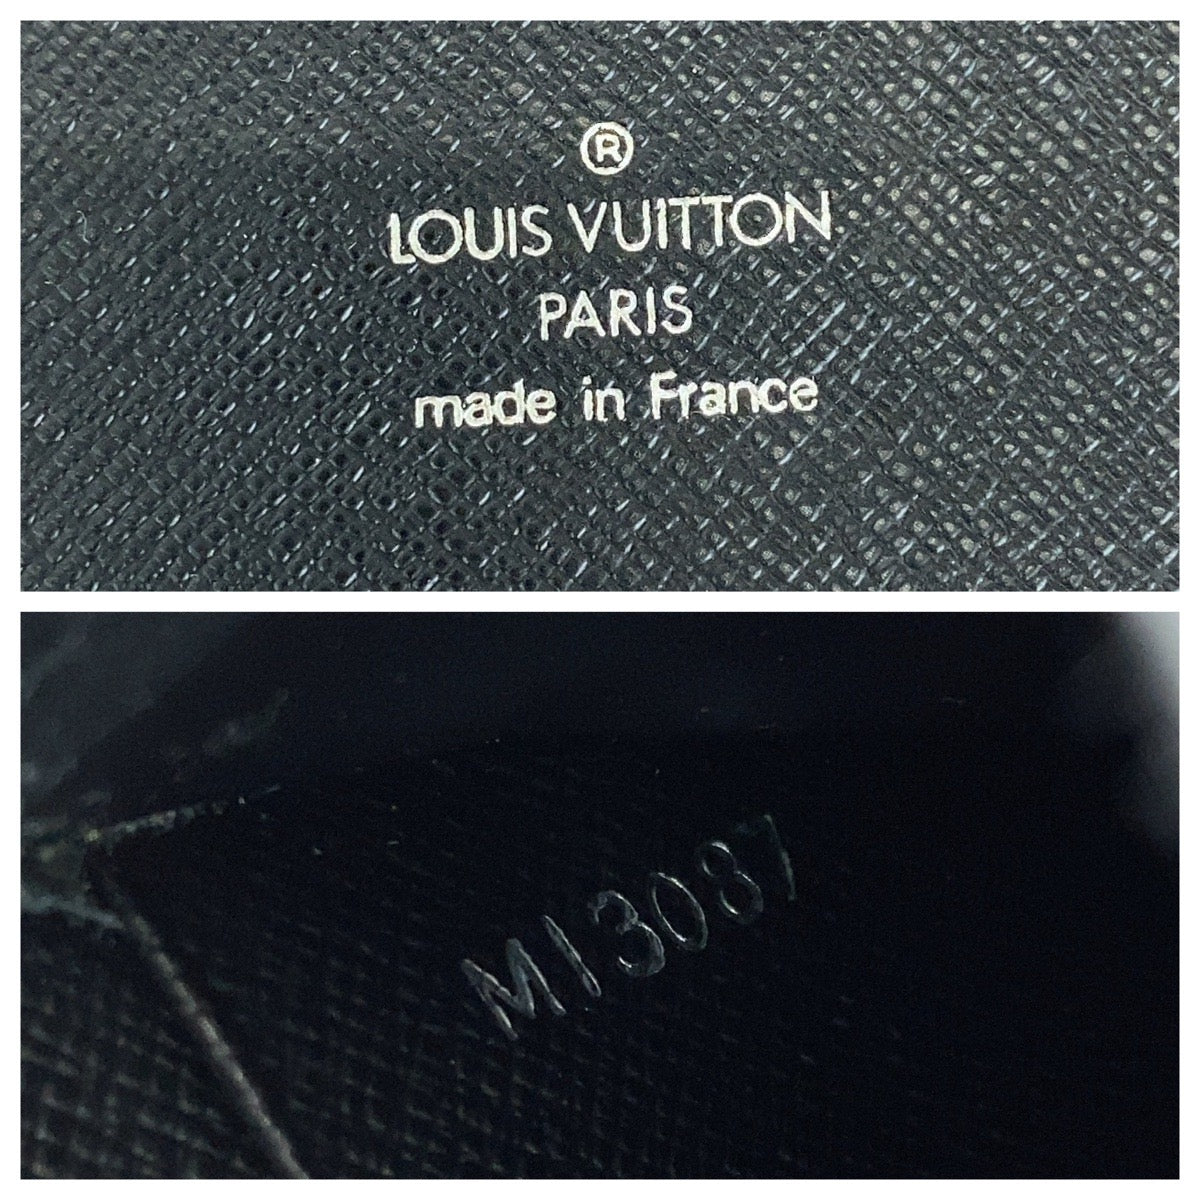 ®
LOUIS VUITTON
PARIS
made in France
MI3087